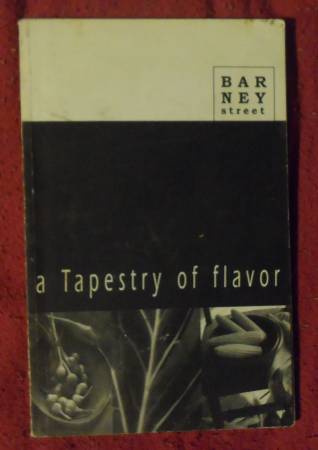 BAR
NEY
street
a Tapestry of flavor